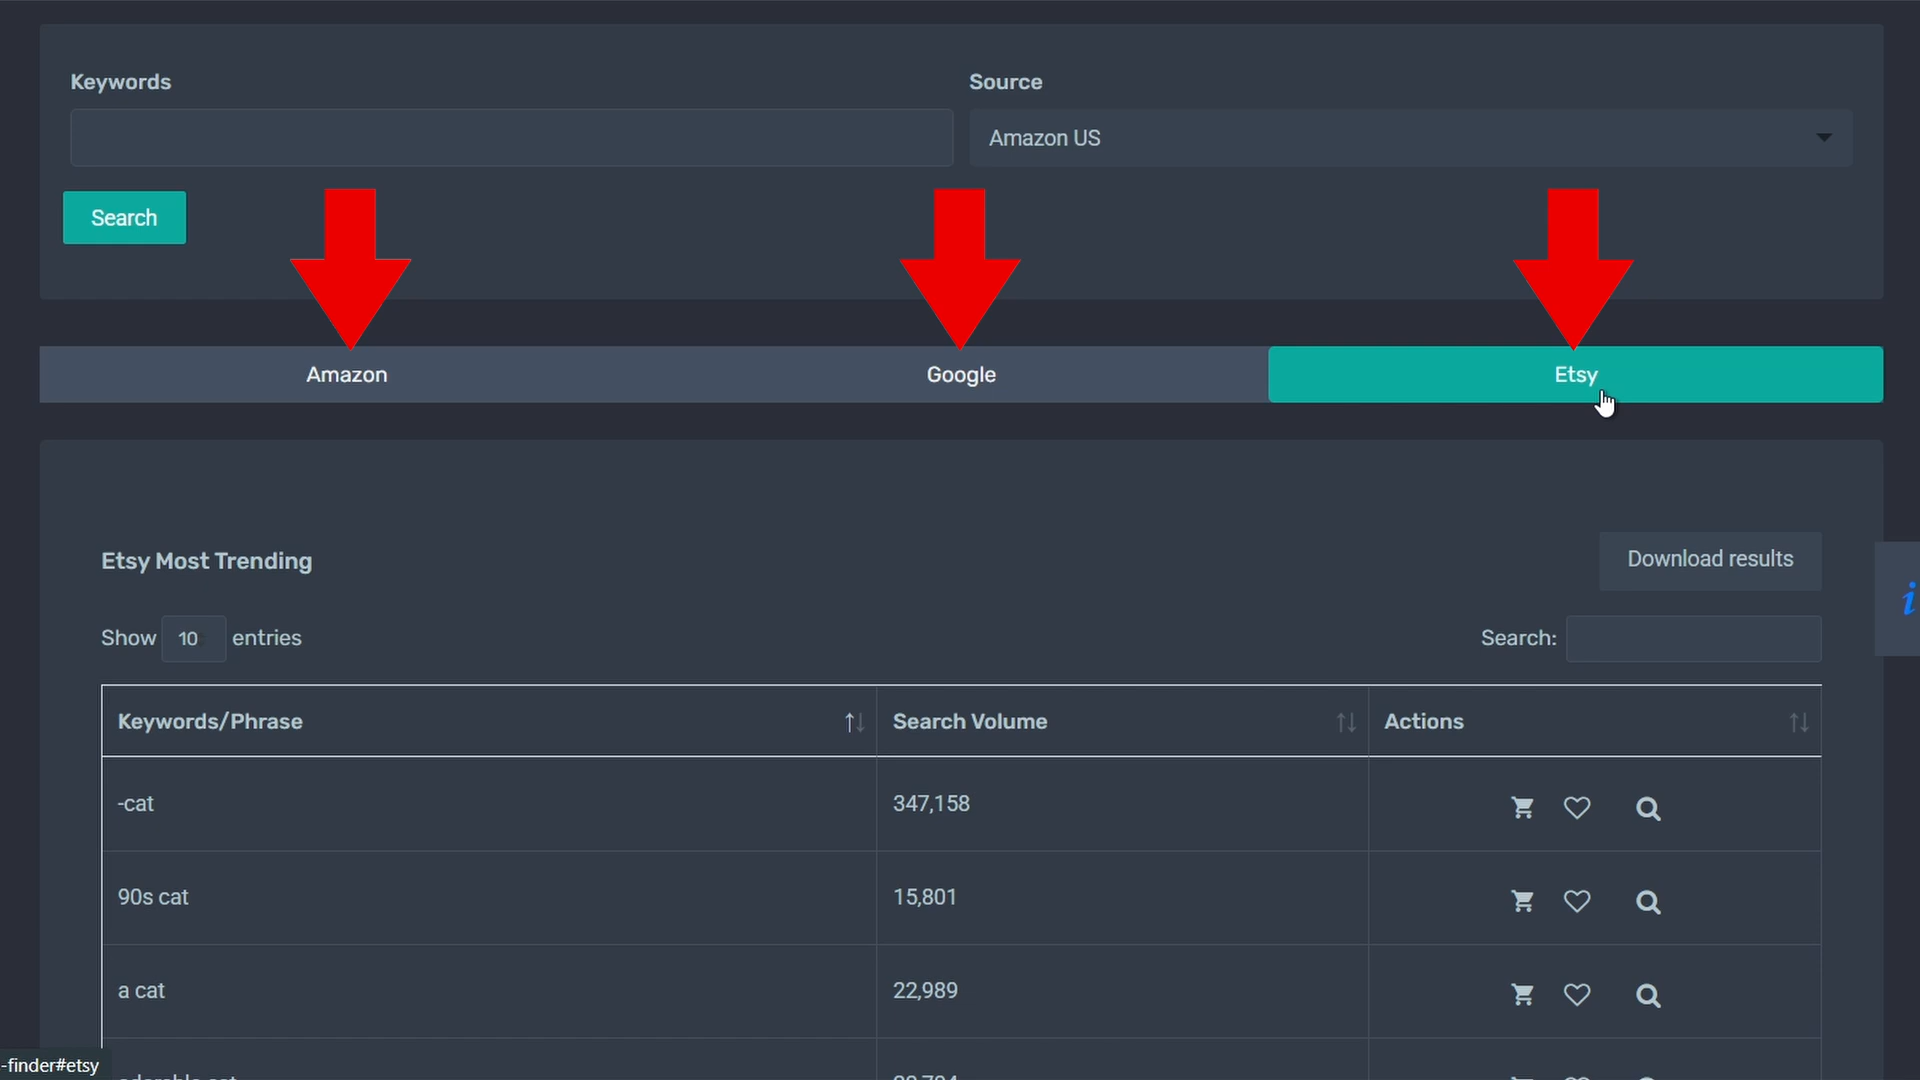 Keywords
Source
Amazon US
Search
Amazon
Google
Etsy
Etsy Most Trending
Download results
Show 10 entries
Search:
Keywords/Phrase
Search Volume
Actions
-cat
347,158
90s cat
15,801
a cat
22,989
-finder#etsy